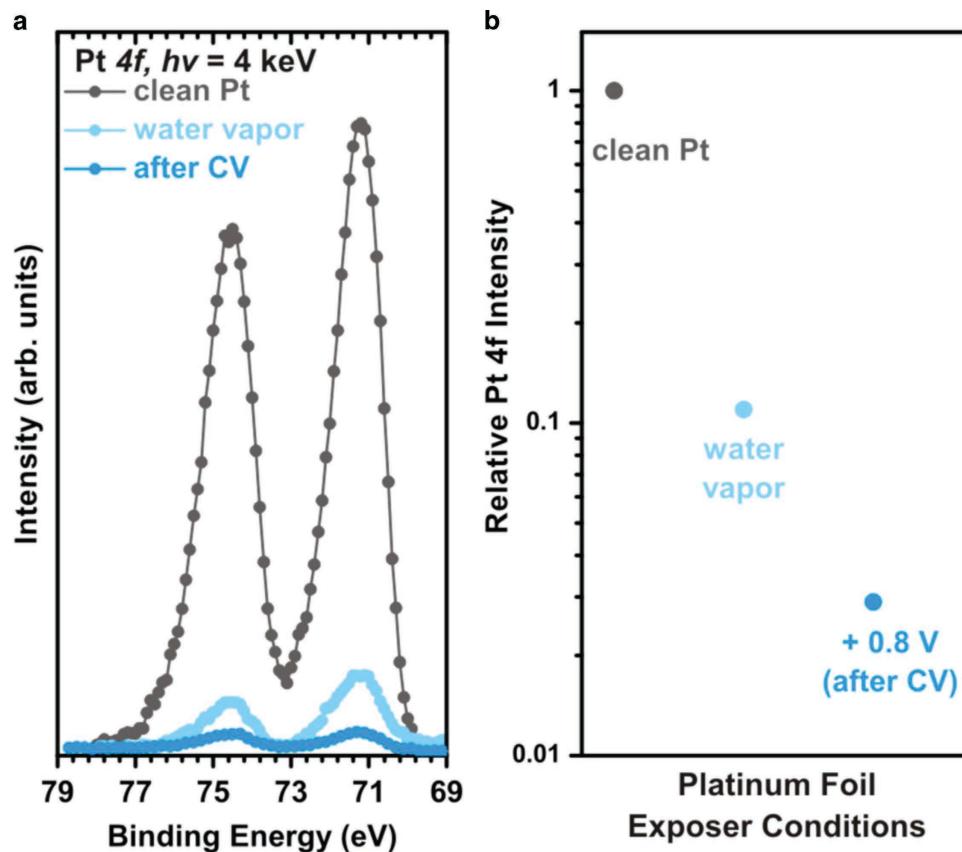 a
Pt 4f, hv = 4 keV
clean Pt
water vapor
after CV
Intensity (arb. units)
79 77 75 73 71 69
Binding Energy (eV)
b
1
0.1
0.01
Relative Pt 4f Intensity
clean Pt
water
vapor
+ 0.8 V
(after CV)
Platinum Foil
Exposer Conditions